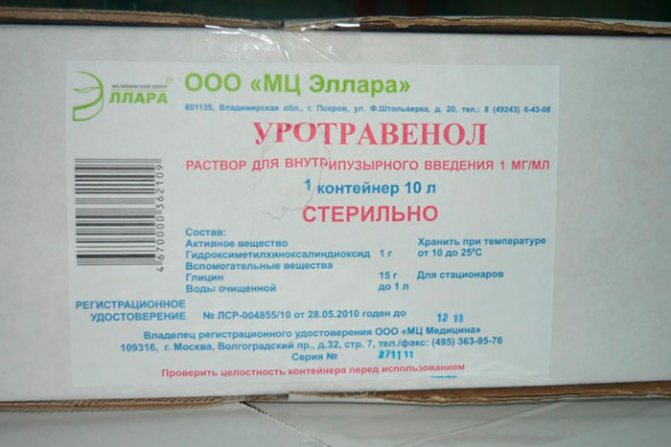 МЕДИЦИНСКИЙ ЦЕНТР
ЭЛЛАРА®
ООО «МЦ Эллара»
601135, Владимирская обл., г. Покров, ул. Ф.Штольверка, д. 20, тел.: 8 (49243) 6-43-08
УРОТРАВЕНОЛ
РАСТВОР ДЛЯ ВНУТРИПУЗЫРНОГО ВВЕДЕНИЯ 1 МГ/МЛ
1 контейнер 10 л
СТЕРИЛЬНО
4670000362109
Состав:
Активное вещество
Гидроксиметилхиноксалиндиоксид 1 г
Вспомогательные вещества
Глицин 15 г
Воды очищенной до 1 л
Хранить при температуре
от 10 до 25°С
Для стационаров
РЕГИСТРАЦИОННОЕ
УДОСТОВЕРЕНИЕ № ЛСР-004855/10 от 28.05.2010 годен до 12 13
Владелец регистрационного удостоверения ООО «МЦ Медицина»
109316, г. Москва, Волгоградский пр., д.32, стр. 7, тел./факс: (495) 363-95-76
Серия № 271111
Проверить целостность контейнера перед использованием